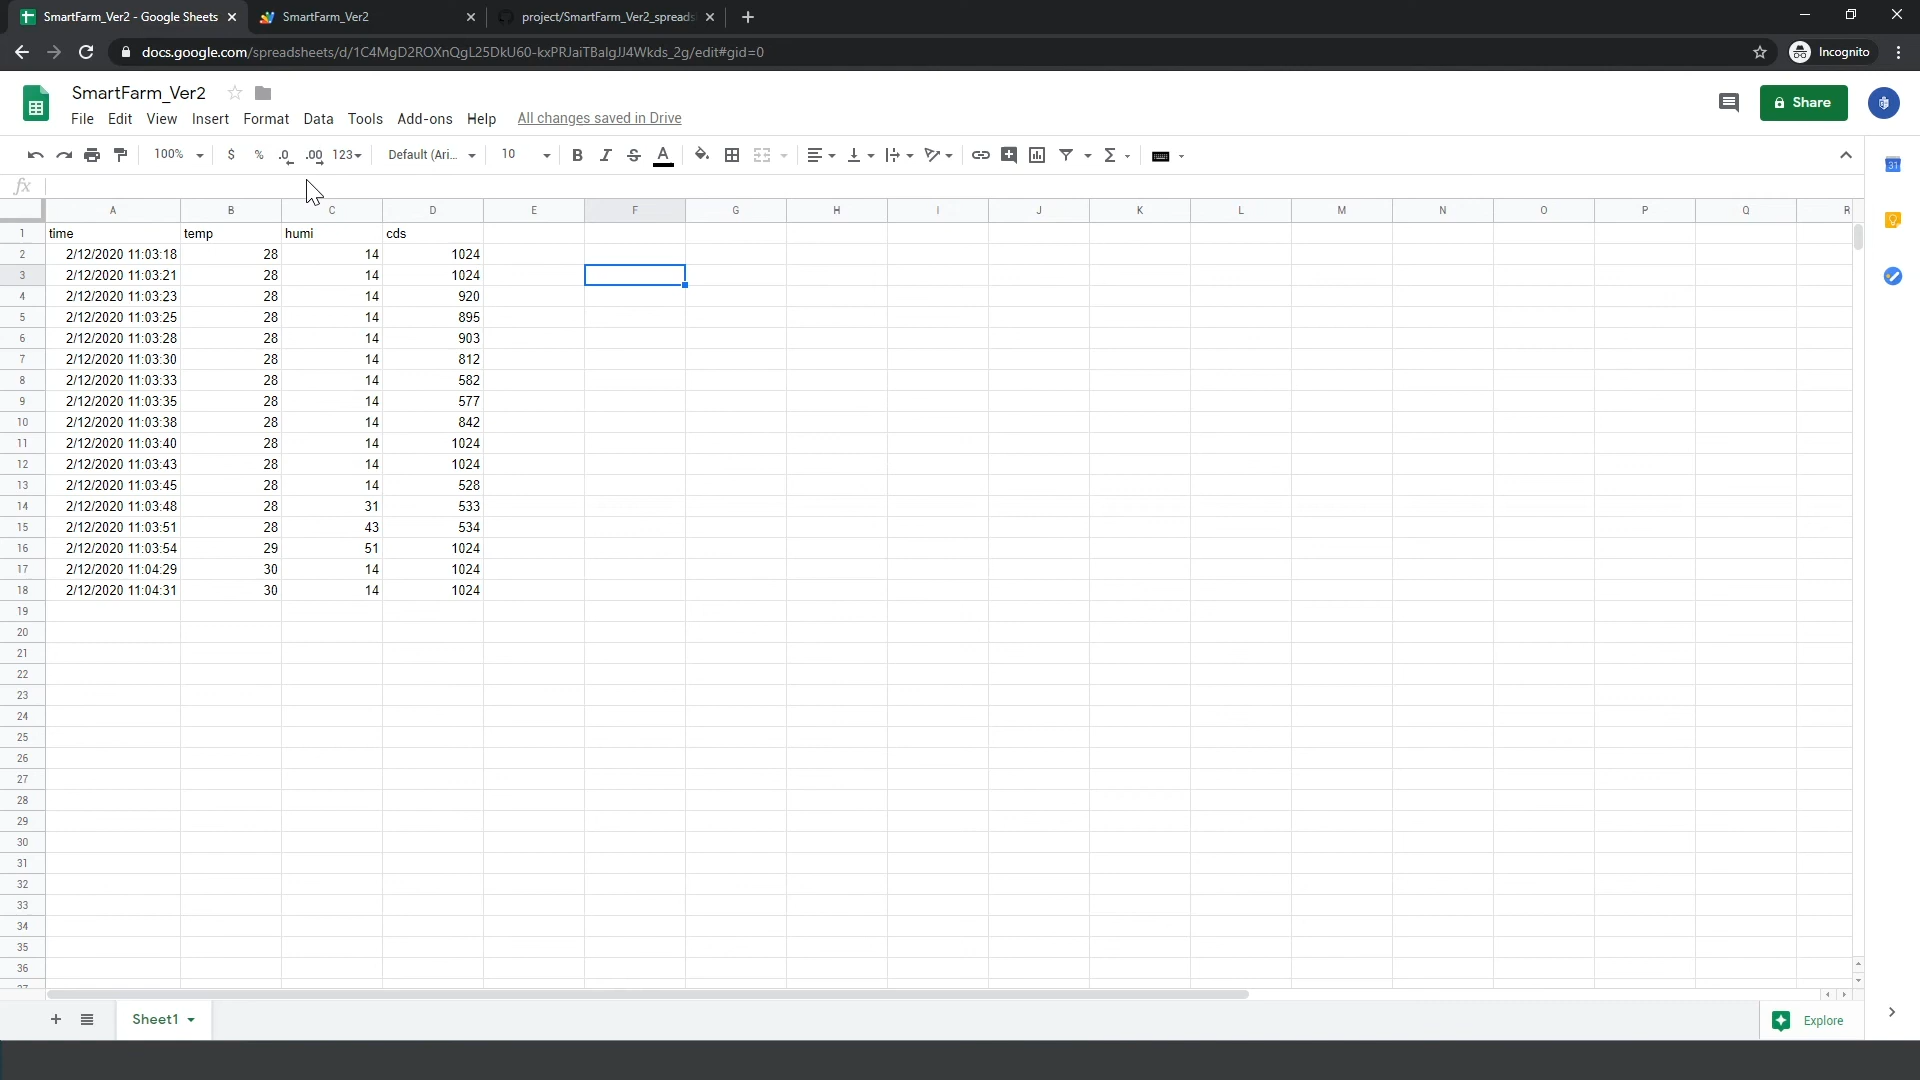 SmartFarm_Ver2 - Google Sheets
SmartFarm_Ver2
project/SmartFarm_Ver2_spreads
docs.google.com/spreadsheets/d/1C4MgD2ROXnQgL25DkU60-kxPRJaiTBalgJJ4Wkds_2g/edit#gid=0
Incognito
SmartFarm_Ver2
File Edit View Insert Format Data Tools Add-ons Help All changes saved in Drive
Share
100% $ % .0 .00 123 Default (Ari... 10 B I S A Σ
fx
A B C D E F G H I J K L M N O P Q R
1 time temp humi cds
2 2/12/2020 11:03:18 28 14 1024
3 2/12/2020 11:03:21 28 14 1024
4 2/12/2020 11:03:23 28 14 920
5 2/12/2020 11:03:25 28 14 895
6 2/12/2020 11:03:28 28 14 903
7 2/12/2020 11:03:30 28 14 812
8 2/12/2020 11:03:33 28 14 582
9 2/12/2020 11:03:35 28 14 577
10 2/12/2020 11:03:38 28 14 842
11 2/12/2020 11:03:40 28 14 1024
12 2/12/2020 11:03:43 28 14 1024
13 2/12/2020 11:03:45 28 14 528
14 2/12/2020 11:03:48 28 31 533
15 2/12/2020 11:03:51 28 43 534
16 2/12/2020 11:03:54 29 51 1024
17 2/12/2020 11:04:29 30 14 1024
18 2/12/2020 11:04:31 30 14 1024
19
20
21
22
23
24
25
26
27
28
29
30
31
32
33
34
35
36
37
Sheet1
Explore
31